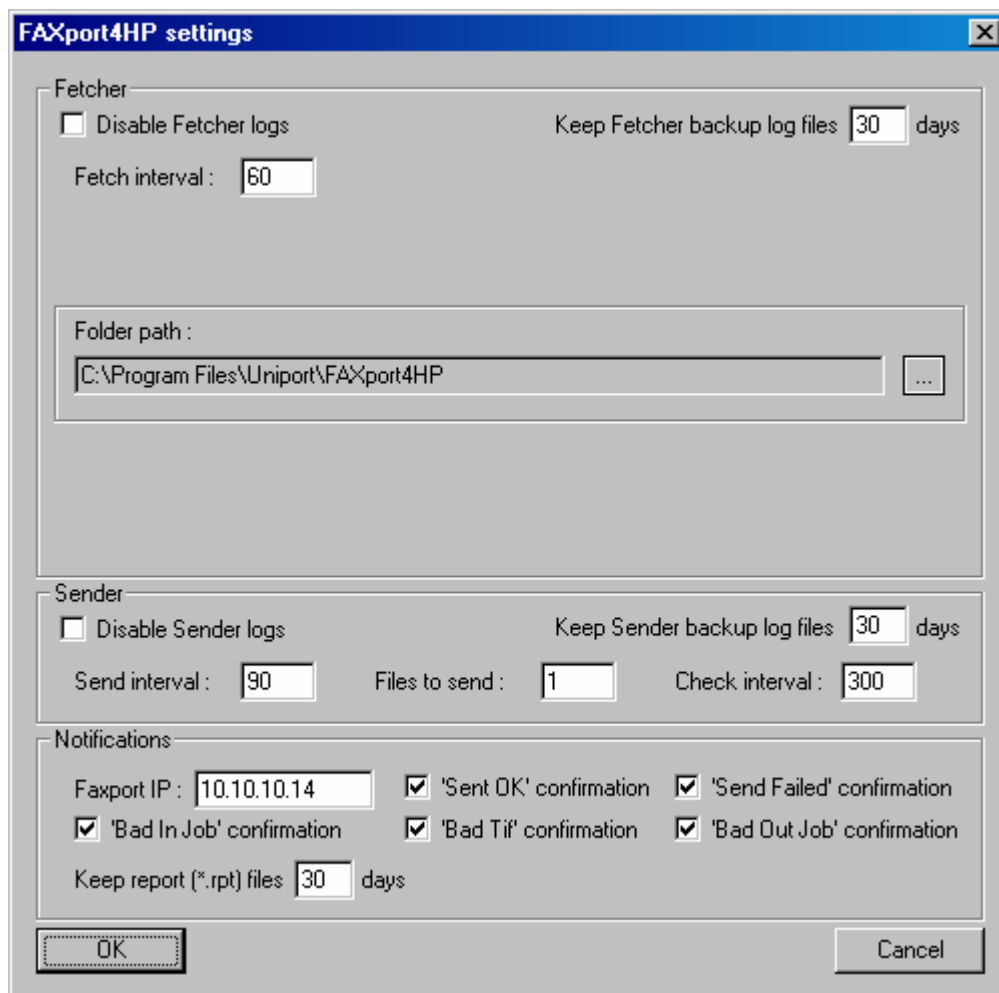 FAXport4HP settings
Fetcher
Disable Fetcher logs Keep Fetcher backup log files 30 days
Fetch interval : 60
Folder path :
C:\Program Files\Uniport\FAXport4HP ...
Sender
Disable Sender logs Keep Sender backup log files 30 days
Send interval : 90 Files to send : 1 Check interval : 300
Notifications
Faxport IP : 10.10.10.14 'Sent OK' confirmation 'Send Failed' confirmation
'Bad In Job' confirmation 'Bad Tif' confirmation 'Bad Out Job' confirmation
Keep report (*.rpt) files 30 days
OK Cancel